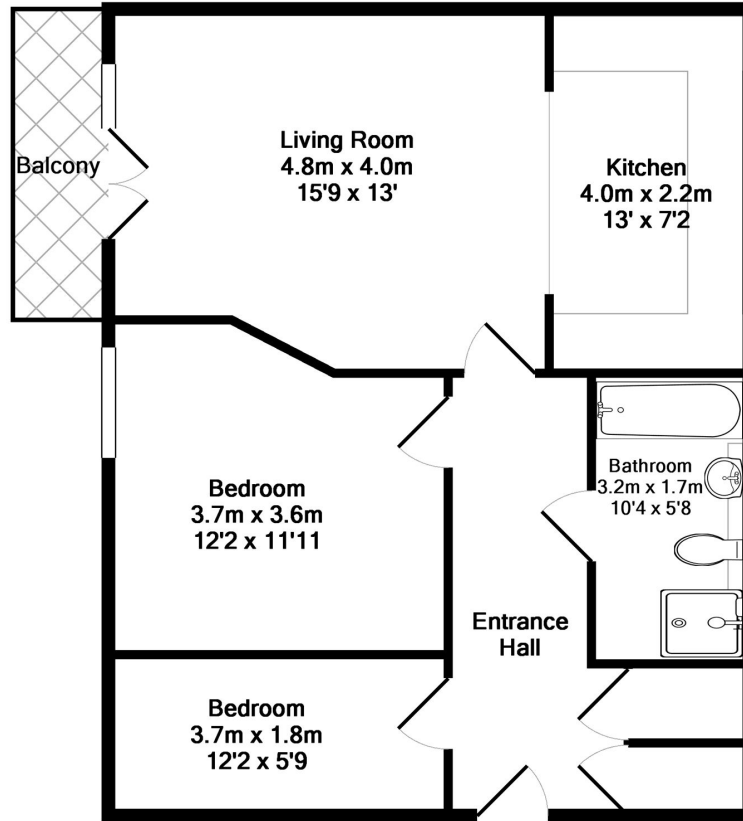 Balcony
Living Room
4.8m x 4.0m
15'9 x 13'
Kitchen
4.0m x 2.2m
13' x 7'2
Bedroom
3.7m x 3.6m
12'2 x 11'11
Bathroom
3.2m x 1.7m
10'4 x 5'8
Entrance
Hall
Bedroom
3.7m x 1.8m
12'2 x 5'9